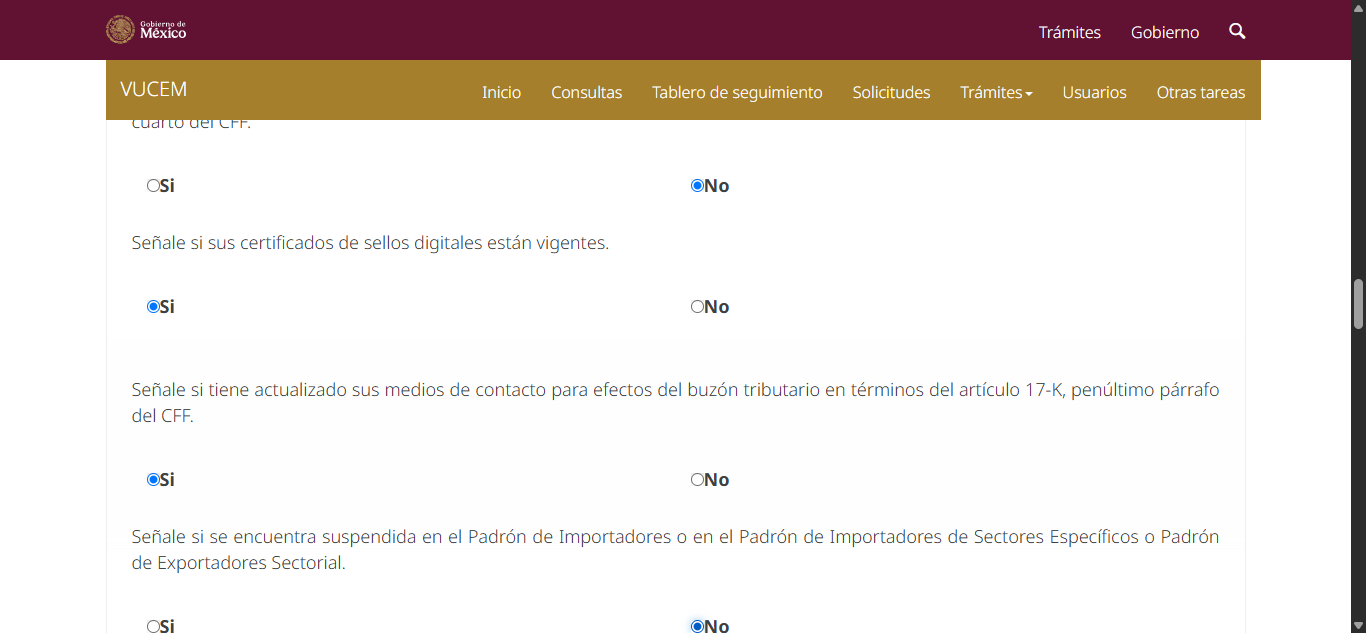 Gobierno de
México
Trámites
Gobierno
VUCEM
Inicio
Consultas
Tablero de seguimiento
Solicitudes
Trámites
Usuarios
Otras tareas
cuarto del CFF.
Si
No
Señale si sus certificados de sellos digitales están vigentes.
Si
No
Señale si tiene actualizado sus medios de contacto para efectos del buzón tributario en términos del artículo 17-K, penúltimo párrafo
del CFF.
Si
No
Señale si se encuentra suspendida en el Padrón de Importadores o en el Padrón de Importadores de Sectores Específicos o Padrón
de Exportadores Sectorial.
Si
No